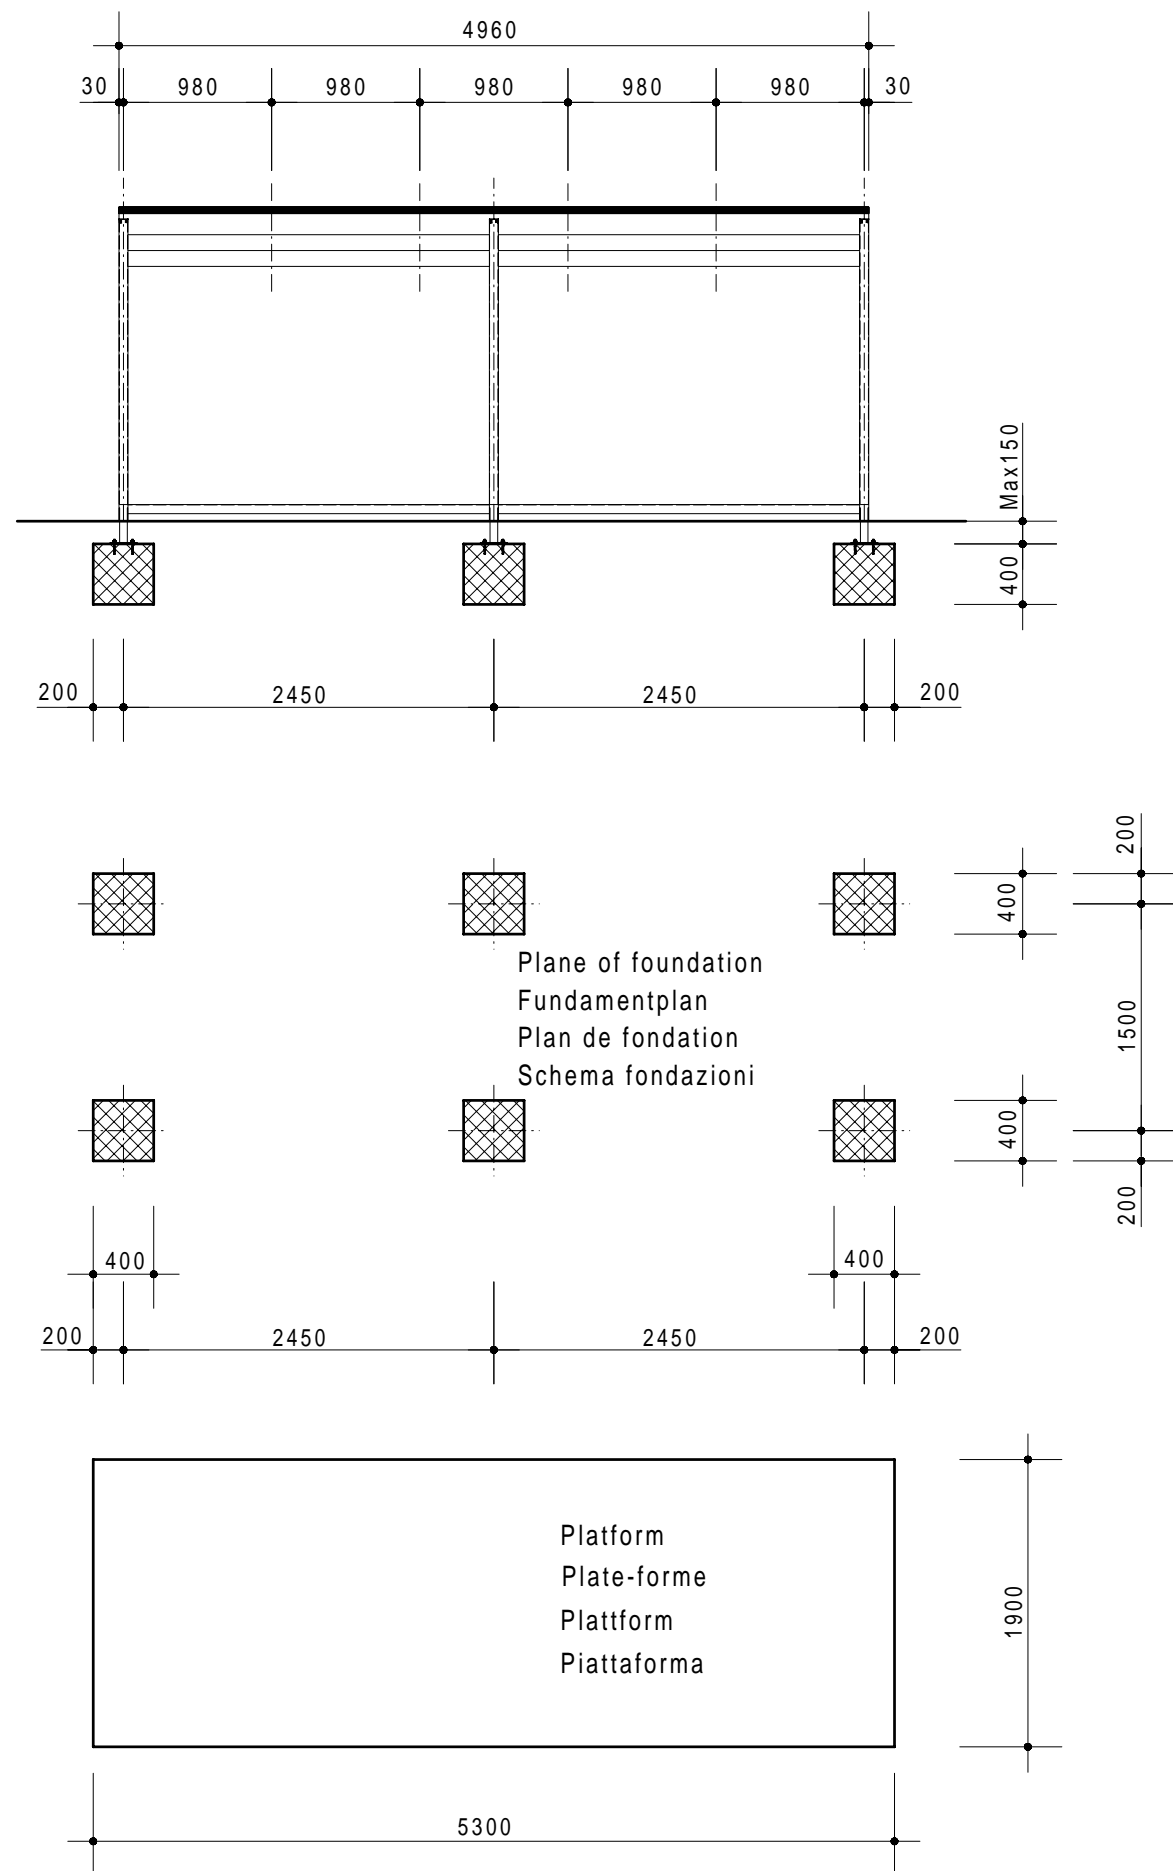 4960
30 980 980 980 980 980 30
Max150
400
200 2450 2450 200
200
400
Plane of foundation
Fundamentplan
Plan de fondation
Schema fondazioni
1500
400
200
400 400
200 2450 2450 200
Platform
Plate-forme
Plattform
Piattaforma
1900
5300